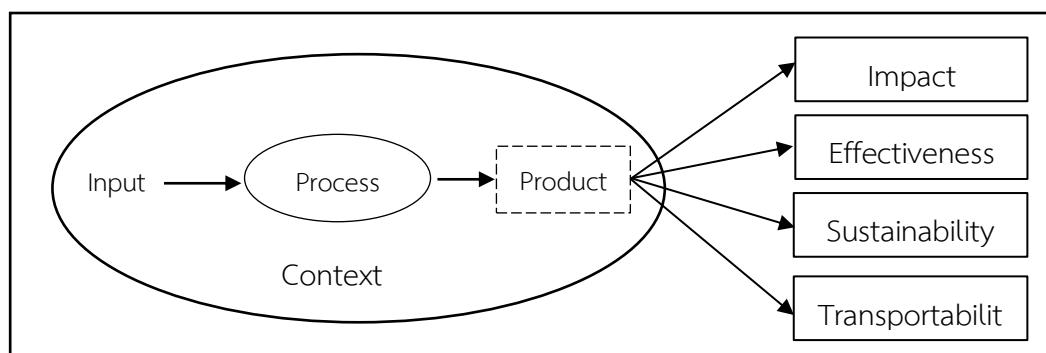 Impact
Effectiveness
Input
Process
Product
Sustainability
Context
Transportabilit